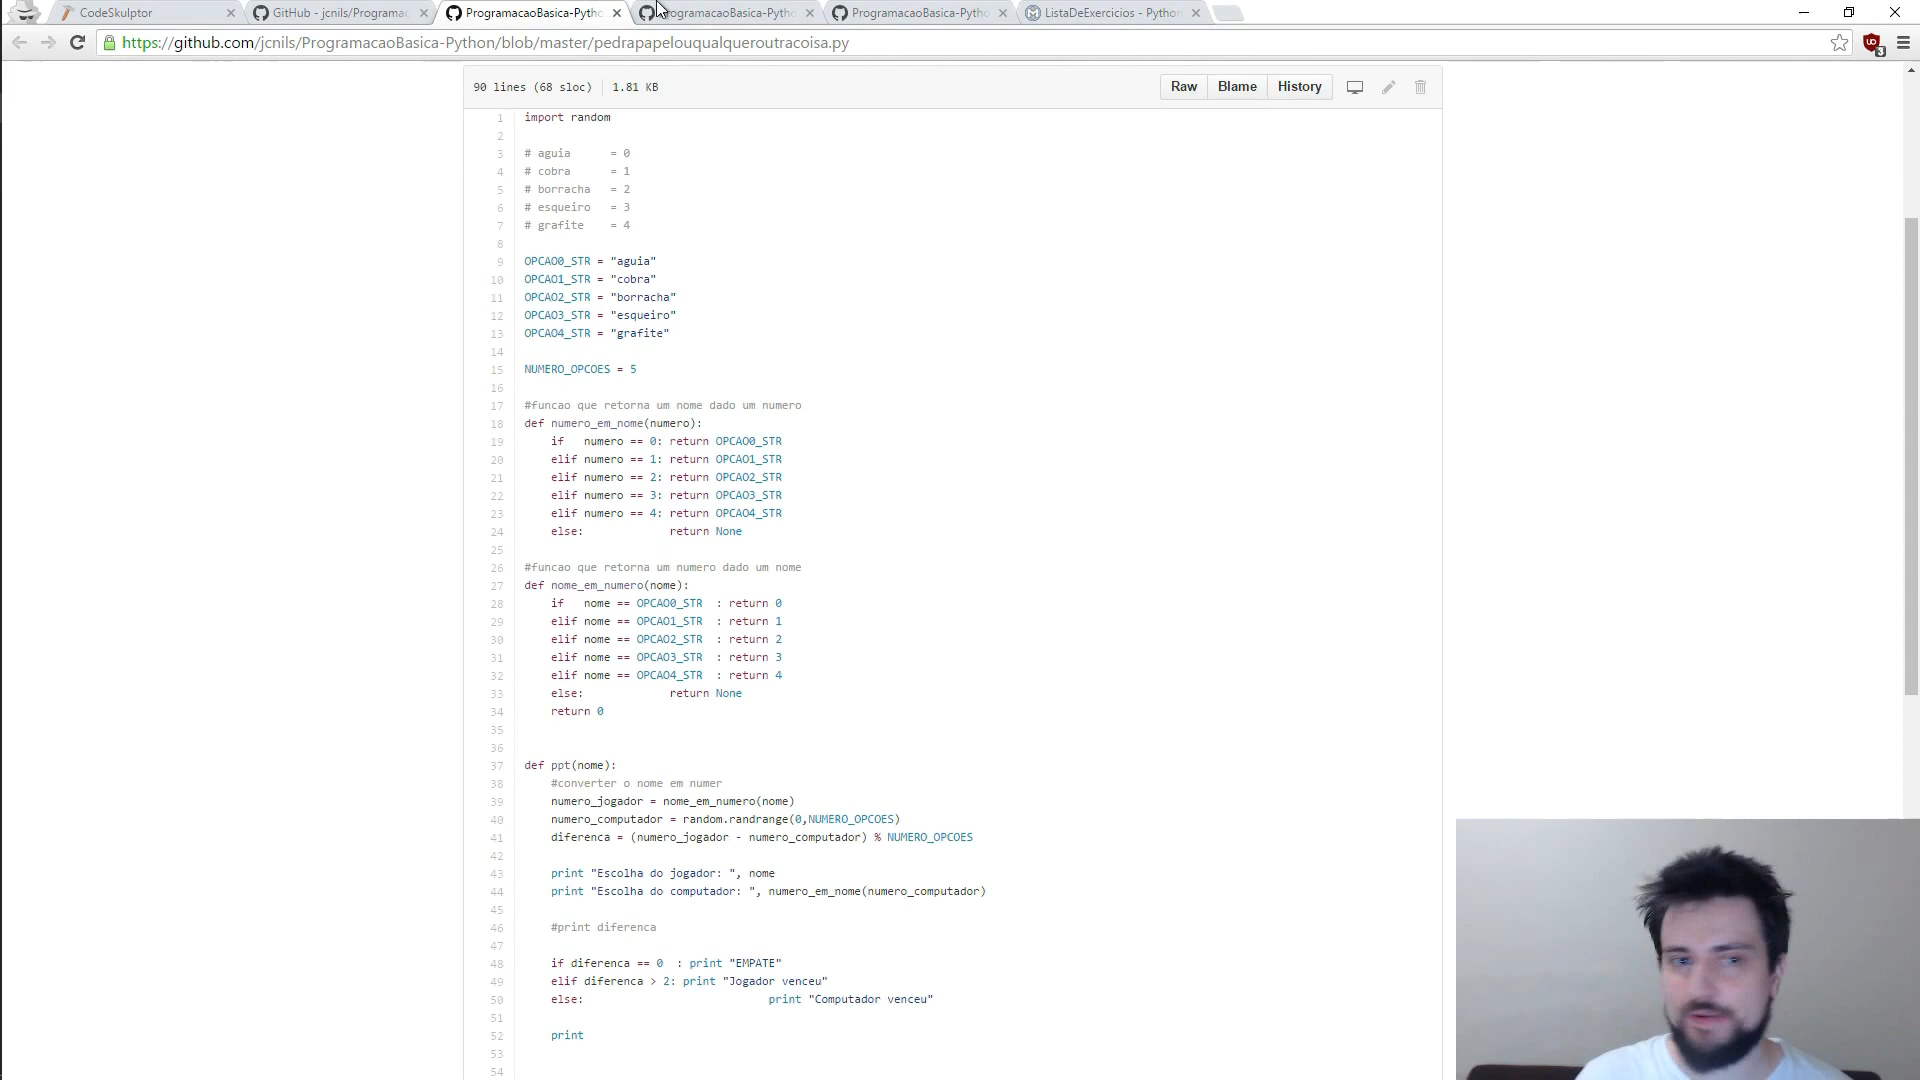 CodeSkulptor
GitHub - jcnils/Programac
ProgramacaoBasica-Pytho
rogramacaoBasica-Pytho
ProgramacaoBasica-Pytho
ListaDeExercicios - Python
https://github.com/jcnils/ProgramacaoBasica-Python/blob/master/pedrapapelouqualqueroutracoisa.py
90 lines (68 sloc) 1.81 KB
Raw Blame History
1 import random
2
3 # aguia = 0
4 # cobra = 1
5 # borracha = 2
6 # esqueiro = 3
7 # grafite = 4
8
9 OPCAO0_STR = "aguia"
10 OPCAO1_STR = "cobra"
11 OPCAO2_STR = "borracha"
12 OPCAO3_STR = "esqueiro"
13 OPCAO4_STR = "grafite"
14
15 NUMERO_OPCOES = 5
16
17 #funcao que retorna um nome dado um numero
18 def numero_em_nome(numero):
19 if numero == 0: return OPCAO0_STR
20 elif numero == 1: return OPCAO1_STR
21 elif numero == 2: return OPCAO2_STR
22 elif numero == 3: return OPCAO3_STR
23 elif numero == 4: return OPCAO4_STR
24 else: return None
25
26 #funcao que retorna um numero dado um nome
27 def nome_em_numero(nome):
28 if nome == OPCAO0_STR : return 0
29 elif nome == OPCAO1_STR : return 1
30 elif nome == OPCAO2_STR : return 2
31 elif nome == OPCAO3_STR : return 3
32 elif nome == OPCAO4_STR : return 4
33 else: return None
34 return 0
35
36
37 def ppt(nome):
38 #converter o nome em numer
39 numero_jogador = nome_em_numero(nome)
40 numero_computador = random.randrange(0,NUMERO_OPCOES)
41 diferenca = (numero_jogador - numero_computador) % NUMERO_OPCOES
42
43 print "Escolha do jogador: ", nome
44 print "Escolha do computador: ", numero_em_nome(numero_computador)
45
46 #print diferenca
47
48 if diferenca == 0 : print "EMPATE"
49 elif diferenca > 2: print "Jogador venceu"
50 else: print "Computador venceu"
51
52 print
53
54